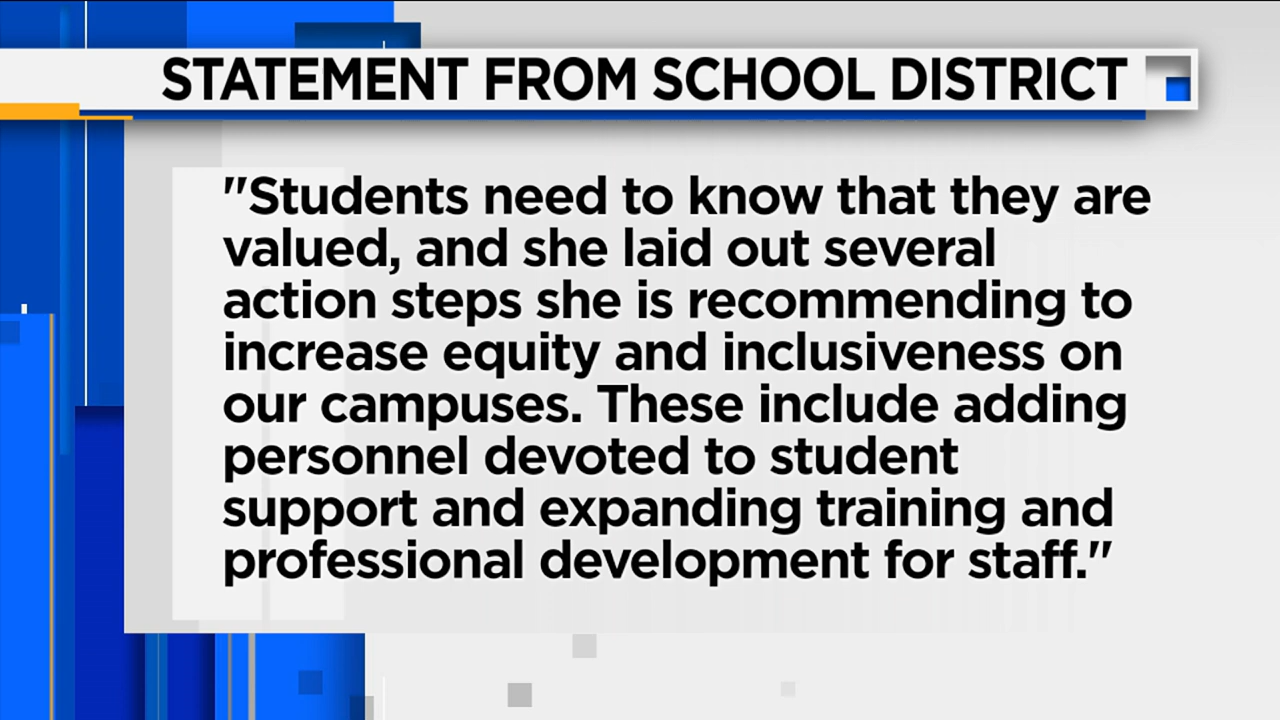 STATEMENT FROM SCHOOL DISTRICT
"Students need to know that they are
valued, and she laid out several
action steps she is recommending to
increase equity and inclusiveness on
our campuses. These include adding
personnel devoted to student
support and expanding training and
professional development for staff."